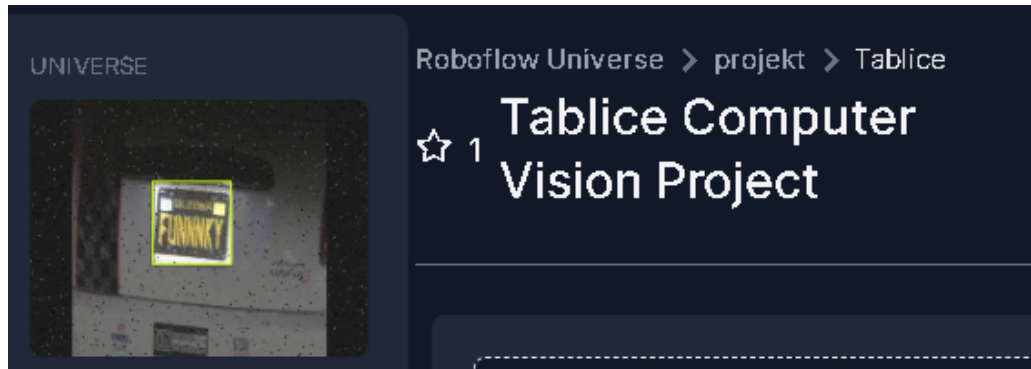 UNIVERSE
Roboflow Universe > projekt > Tablice
1
Tablice Computer
Vision Project
FUNNNKY